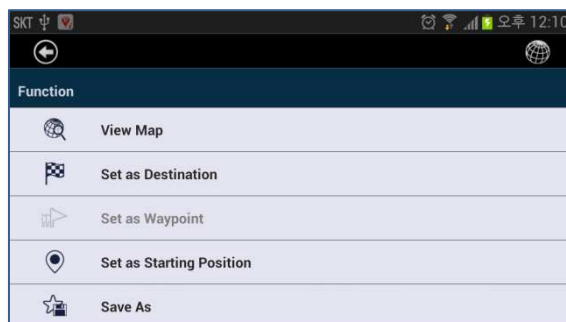 SKT 오후 12:10
Function
View Map
Set as Destination
Set as Waypoint
Set as Starting Position
Save As